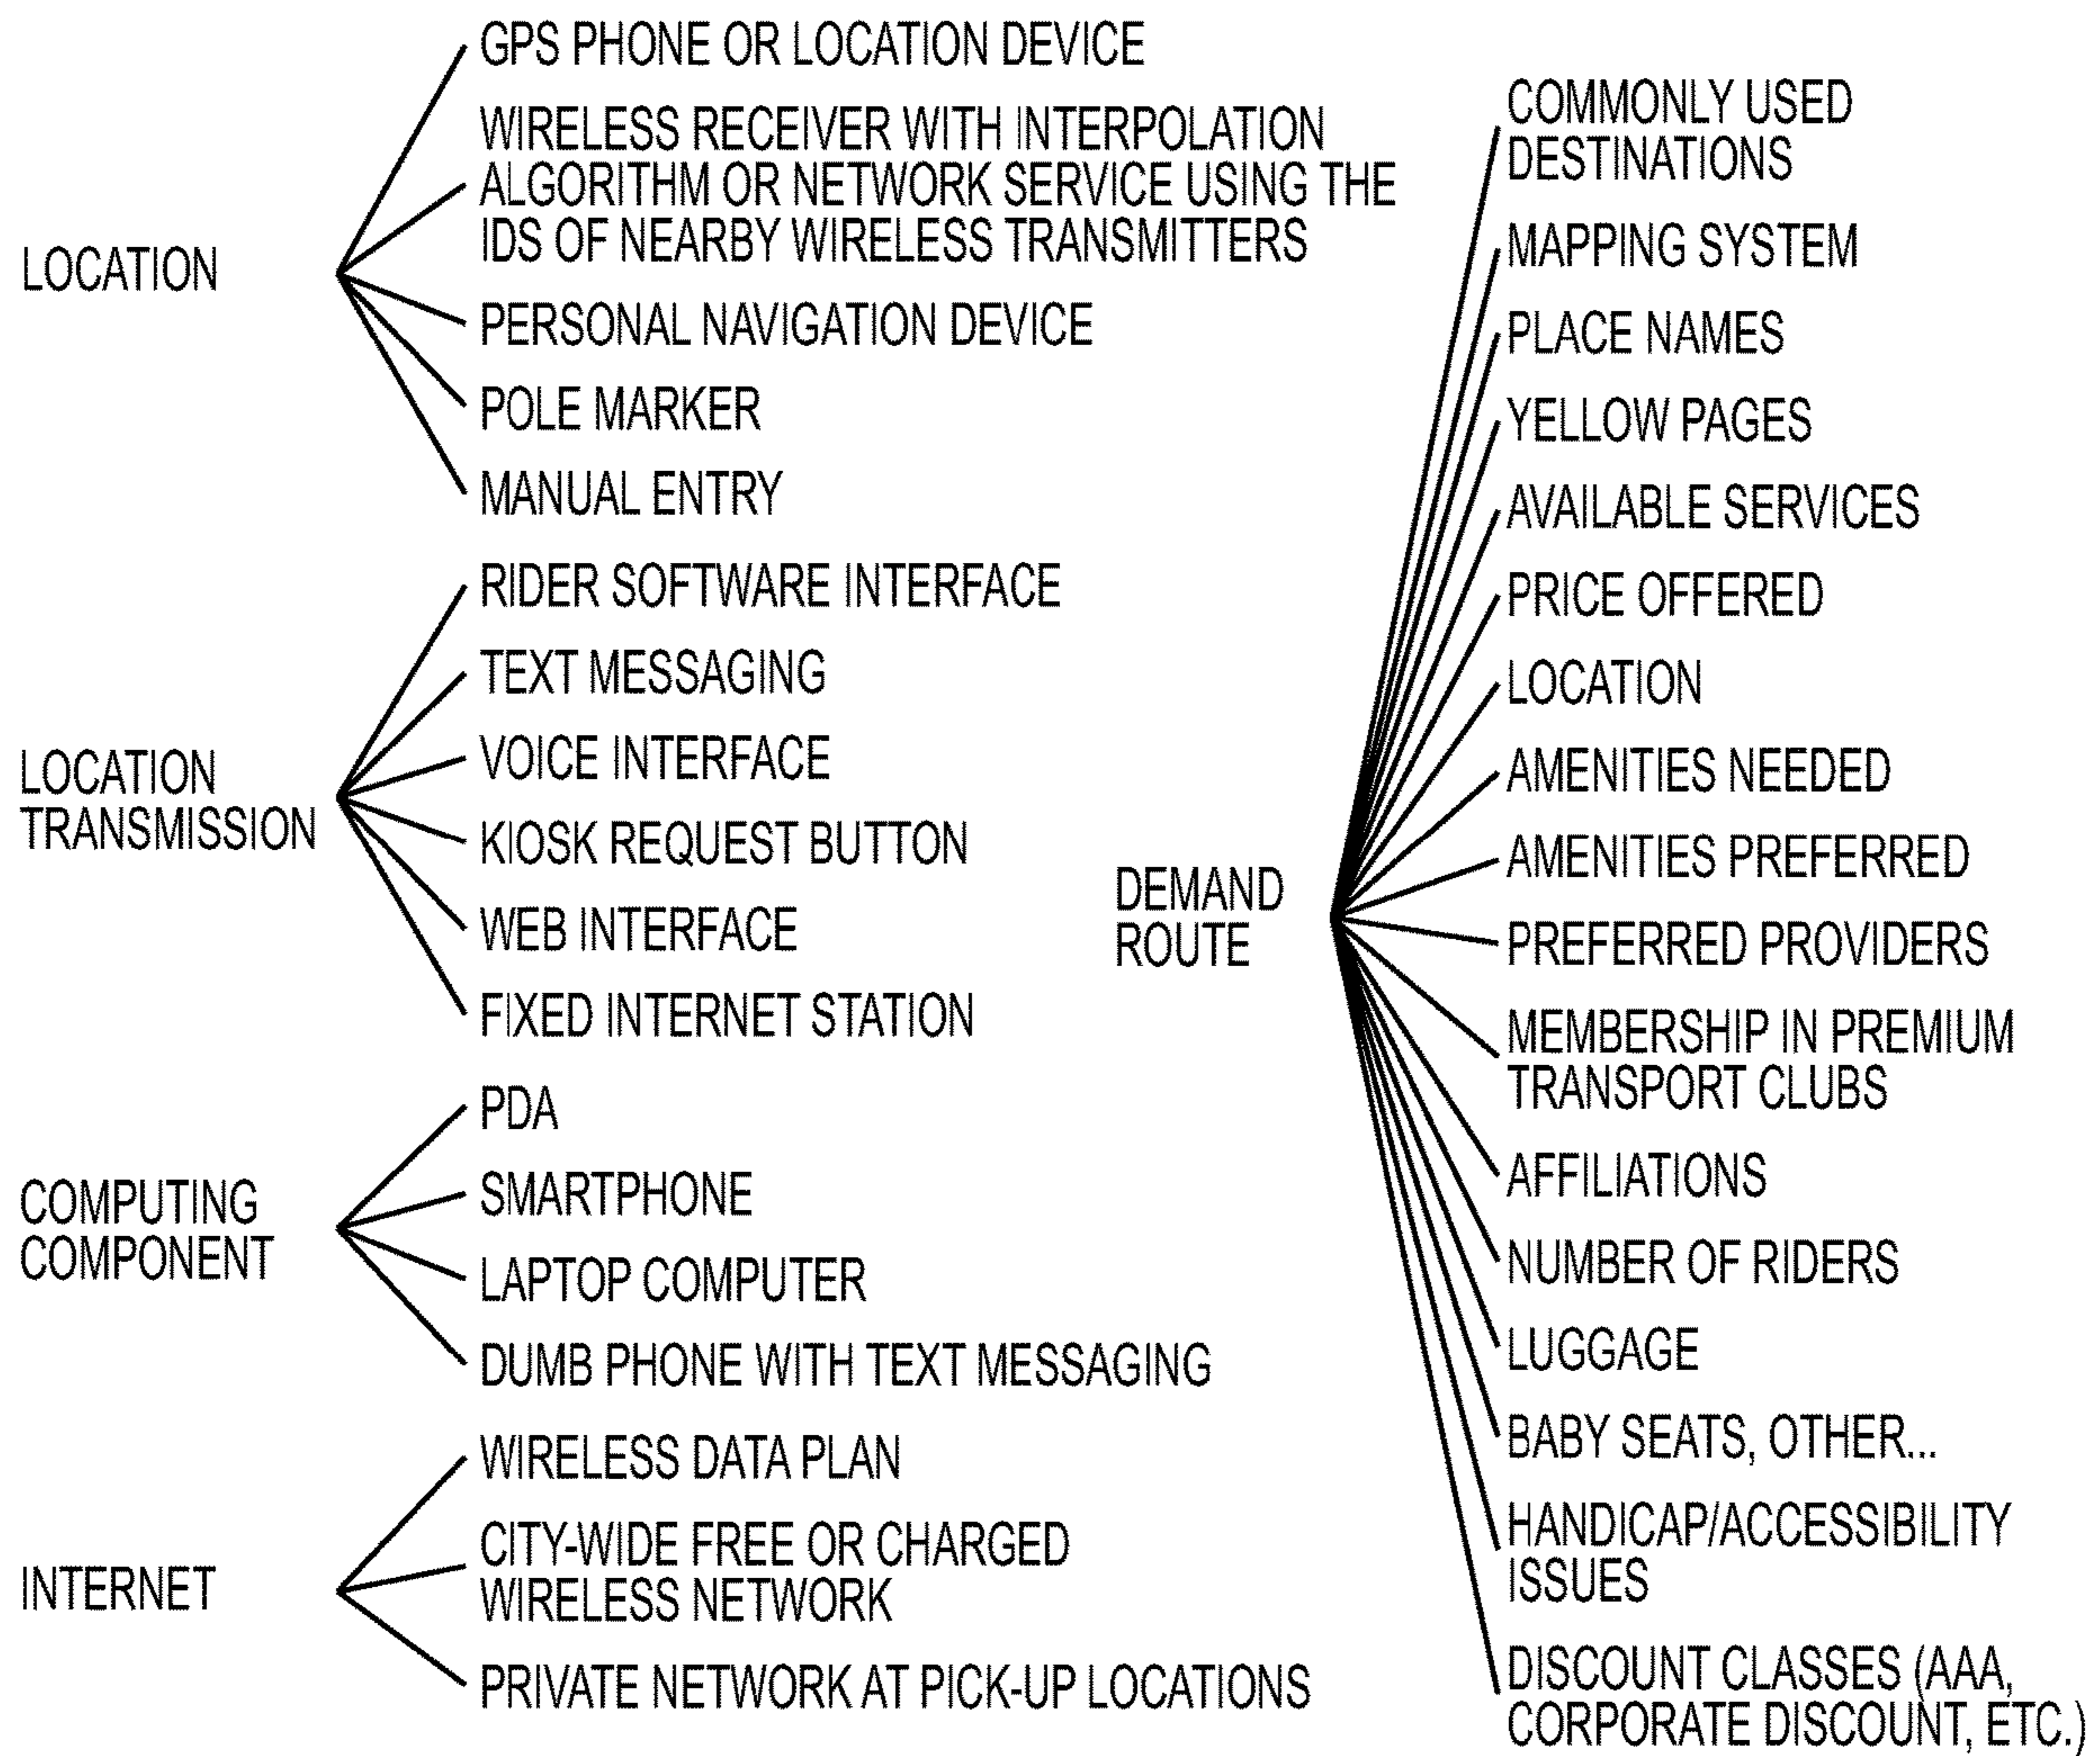 LOCATION
GPS PHONE OR LOCATION DEVICE
WIRELESS RECEIVER WITH INTERPOLATION
ALGORITHM OR NETWORK SERVICE USING THE
IDS OF NEARBY WIRELESS TRANSMITTERS
PERSONAL NAVIGATION DEVICE
POLE MARKER
MANUAL ENTRY
LOCATION
TRANSMISSION
RIDER SOFTWARE INTERFACE
TEXT MESSAGING
VOICE INTERFACE
KIOSK REQUEST BUTTON
WEB INTERFACE
FIXED INTERNET STATION
COMPUTING
COMPONENT
PDA
SMARTPHONE
LAPTOP COMPUTER
DUMB PHONE WITH TEXT MESSAGING
INTERNET
WIRELESS DATA PLAN
CITY-WIDE FREE OR CHARGED
WIRELESS NETWORK
PRIVATE NETWORK AT PICK-UP LOCATIONS
DEMAND
ROUTE
COMMONLY USED
DESTINATIONS
MAPPING SYSTEM
PLACE NAMES
YELLOW PAGES
AVAILABLE SERVICES
PRICE OFFERED
LOCATION
AMENITIES NEEDED
AMENITIES PREFERRED
PREFERRED PROVIDERS
MEMBERSHIP IN PREMIUM
TRANSPORT CLUBS
AFFILIATIONS
NUMBER OF RIDERS
LUGGAGE
BABY SEATS, OTHER...
HANDICAP/ACCESSIBILITY
ISSUES
DISCOUNT CLASSES (AAA,
CORPORATE DISCOUNT, ETC.)